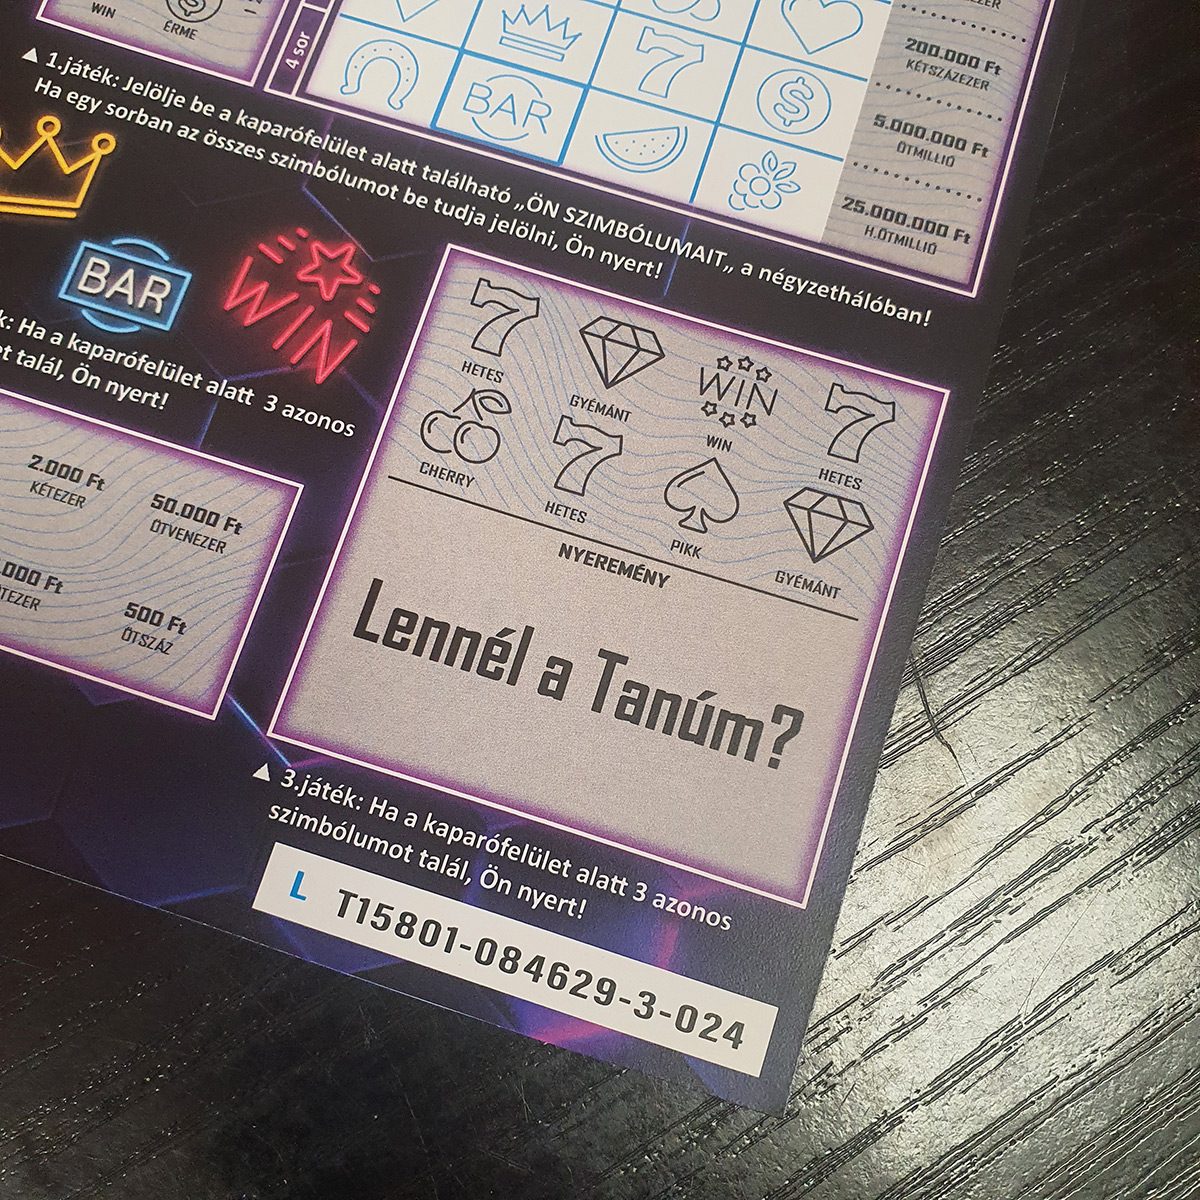 WIN
ÉRME
4 sor
BAR
7
$
200.000 Ft
KÉTSZÁZEZER
5.000.000 Ft
ÖTMILLIÓ
25.000.000 Ft
H.ÖTMILLIÓ
▲ 1.játék: Jelölje be a kaparófelület alatt található „ÖN SZIMBÓLUMAIT„ a négyzethálóban!
Ha egy sorban az összes szimbólumot be tudja jelölni, Ön nyert!
BAR
WIN
Ha a kaparófelület alatt 3 azonos
talál, Ön nyert!
2.000 Ft
KÉTEZER
50.000 Ft
ÖTVENEZER
500 Ft
ÖTSZÁZ
7 HETES
GYÉMÁNT
WIN WIN
7 HETES
CHERRY
7 HETES
PIKK
GYÉMÁNT
NYEREMÉNY
Lennél a Tanúm?
▲ 3.játék: Ha a kaparófelület alatt 3 azonos
szimbólumot talál, Ön nyert!
L T15801-084629-3-024